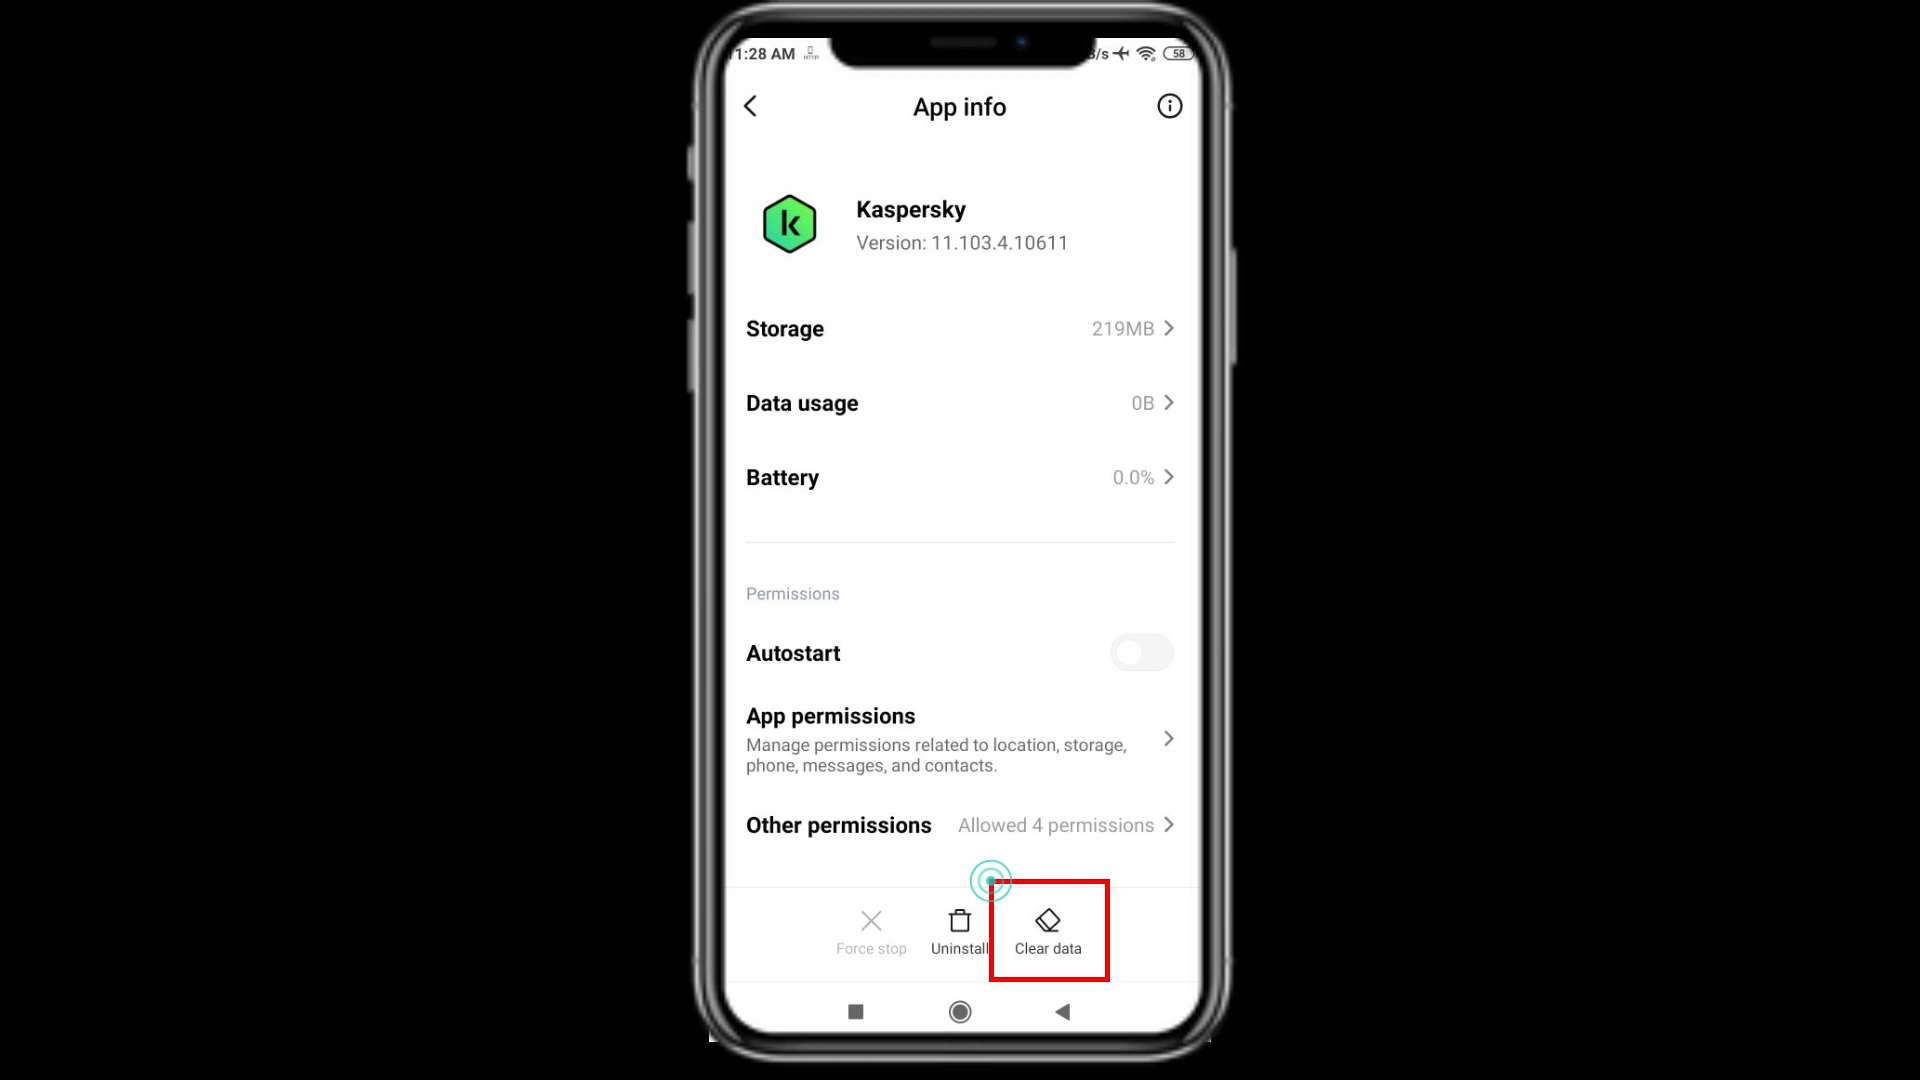 1:28 AM HTTP
B/s 58
App info
k
Kaspersky
Version: 11.103.4.10611
Storage 219MB
Data usage 0B
Battery 0.0%
Permissions
Autostart
App permissions
Manage permissions related to location, storage,
phone, messages, and contacts.
Other permissions Allowed 4 permissions
Force stop Uninstall Clear data